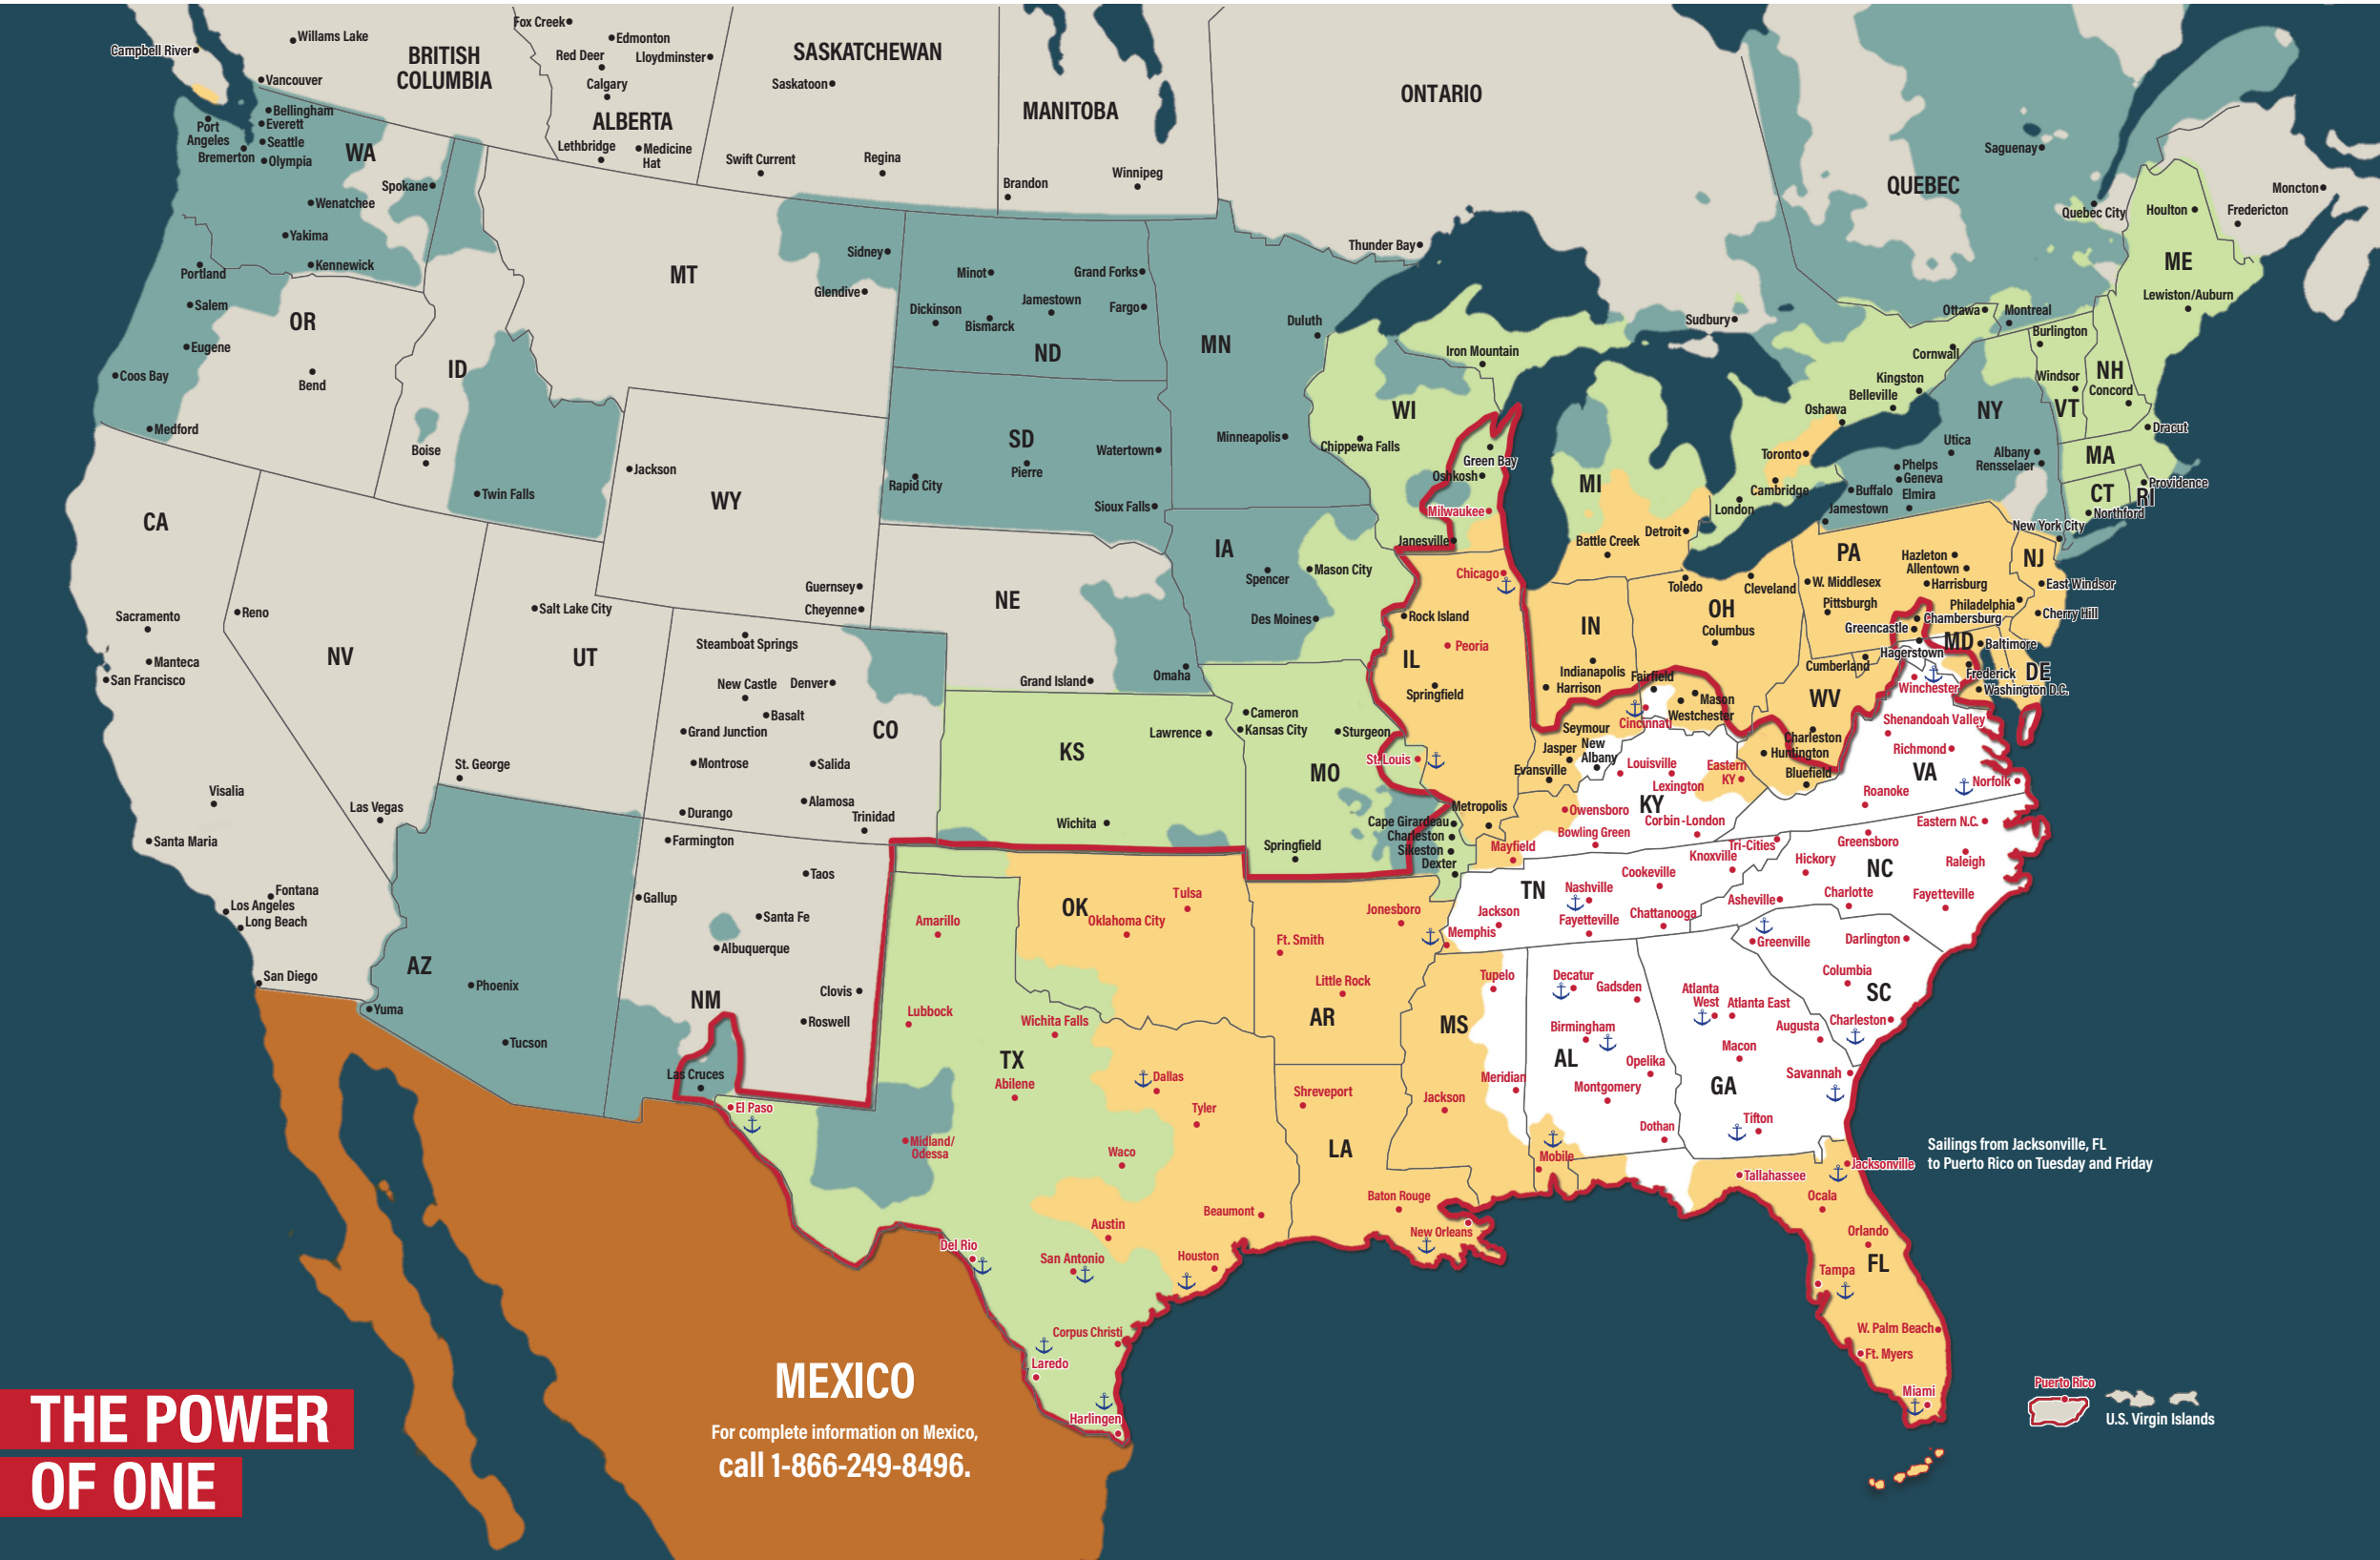 Fox Creek
Campbell River
Willams Lake
BRITISH
COLUMBIA
Edmonton
Red Deer
Lloydminster
Calgary
ALBERTA
Lethbridge
Medicine
Hat
SASKATCHEWAN
Saskatoon
Swift Current
Regina
MANITOBA
Brandon
Winnipeg
ONTARIO
Thunder Bay
Sudbury
QUEBEC
Saguenay
Quebec City
Houlton
Moncton
Fredericton
ME
Lewiston/Auburn
Vancouver
Bellingham
Everett
Port
Angeles
Seattle
Bremerton
Olympia
WA
Spokane
Wenatchee
Yakima
Kennewick
Portland
Salem
OR
Eugene
Coos Bay
Bend
Medford
ID
Boise
Twin Falls
MT
Sidney
Glendive
Jackson
WY
Guernsey
Cheyenne
Minot
Grand Forks
Dickinson
Jamestown
Bismarck
Fargo
ND
SD
Watertown
Pierre
Rapid City
Sioux Falls
MN
Duluth
Minneapolis
Iron Mountain
WI
Chippewa Falls
Green Bay
Oshkosh
Milwaukee
Janesville
MI
Battle Creek
Detroit
Ottawa
Montreal
Cornwall
Kingston
Belleville
Oshawa
Toronto
Cambridge
London
Burlington
NH
Windsor
Concord
VT
NY
Utica
Albany
Rensselaer
Phelps
Geneva
Buffalo
Elmira
Jamestown
Dracut
MA
CT
RI
Providence
Northford
New York City
CA
Sacramento
Manteca
San Francisco
Visalia
Santa Maria
Fontana
Los Angeles
Long Beach
San Diego
Reno
NV
Las Vegas
Salt Lake City
UT
St. George
Steamboat Springs
New Castle
Denver
Basalt
Grand Junction
CO
Montrose
Salida
Alamosa
Durango
Trinidad
NE
Grand Island
Omaha
IA
Spencer
Mason City
Des Moines
KS
Lawrence
Wichita
Cameron
Kansas City
Sturgeon
MO
St. Louis
Springfield
Cape Girardeau
Charleston
Sikeston
Dexter
Chicago
Rock Island
Peoria
IL
Springfield
Metropolis
IN
Indianapolis
Harrison
Seymour
Jasper
New
Albany
Evansville
Toledo
Cleveland
OH
Columbus
Fairfield
Mason
Westchester
Cincinnati
PA
Hazleton
Allentown
W. Middlesex
Harrisburg
Pittsburgh
Philadelphia
Chambersburg
Greencastle
NJ
East Windsor
Cherry Hill
MD
Baltimore
Hagerstown
Cumberland
Frederick
DE
Washington D.C.
WV
Charleston
Huntington
Bluefield
Winchester
Shenandoah Valley
Richmond
VA
Norfolk
Roanoke
Louisville
Eastern
KY
Lexington
KY
Owensboro
Corbin-London
Bowling Green
Mayfield
TN
Tri-Cities
Knoxville
Cookeville
Nashville
Jackson
Fayetteville
Chattanooga
Memphis
Eastern N.C.
Greensboro
Hickory
NC
Raleigh
Charlotte
Fayetteville
Asheville
Greenville
Darlington
Columbia
SC
Charleston
AZ
Phoenix
Yuma
Tucson
Farmington
Taos
Gallup
Santa Fe
Albuquerque
NM
Clovis
Roswell
Las Cruces
OK
Tulsa
Oklahoma City
Amarillo
Lubbock
Wichita Falls
TX
Abilene
Dallas
Tyler
El Paso
Midland/
Odessa
Waco
Austin
Beaumont
Del Rio
San Antonio
Houston
Corpus Christi
Laredo
Harlingen
Jonesboro
Ft. Smith
Little Rock
AR
Shreveport
LA
Baton Rouge
New Orleans
Tupelo
MS
Meridian
Jackson
Decatur
Gadsden
Birmingham
AL
Opelika
Montgomery
Dothan
Mobile
Atlanta
West
Atlanta East
Augusta
Macon
GA
Savannah
Tifton
Tallahassee
Jacksonville
Ocala
Orlando
FL
Tampa
W. Palm Beach
Ft. Myers
Miami
Sailings from Jacksonville, FL
to Puerto Rico on Tuesday and Friday
Puerto Rico
U.S. Virgin Islands
MEXICO
For complete information on Mexico,
call 1-866-249-8496.
THE POWER
OF ONE